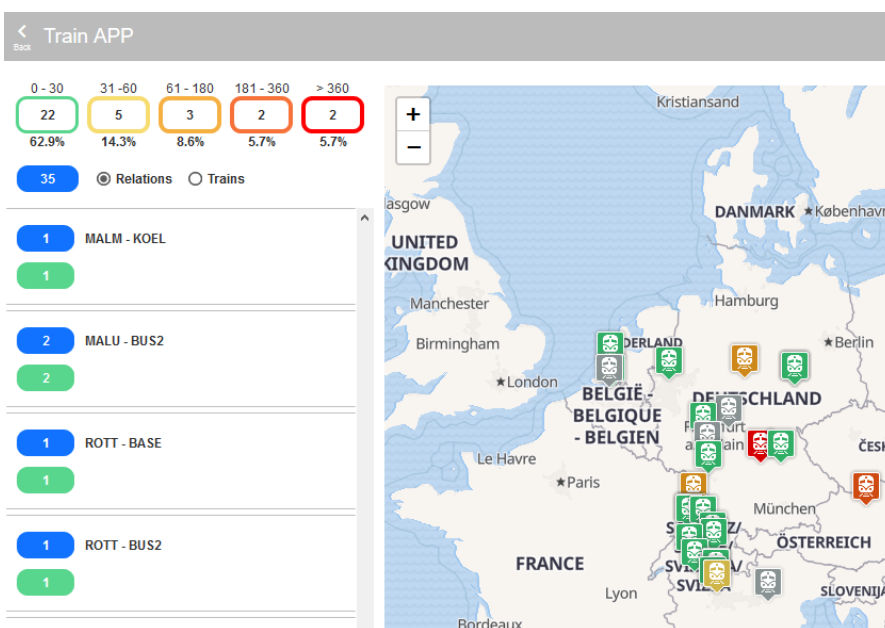 Train APP
Back
0 - 30 31 -60 61 - 180 181 - 360 > 360
22 5 3 2 2
62.9% 14.3% 8.6% 5.7% 5.7%
35 Relations Trains
1 MALM - KOEL
1
2 MALU - BUS2
2
1 ROTT - BASE
1
1 ROTT - BUS2
1
+
−
Kristiansand
asgow
DANMARK
København
UNITED
KINGDOM
Manchester
Hamburg
Birmingham
DERLAND
Berlin
London
BELGIË -
BELGIQUE
- BELGIEN
DEUTSCHLAND
Le Havre
ČESK
Paris
München
ÖSTERREICH
FRANCE
Lyon
SLOVENIJA
Bordeaux